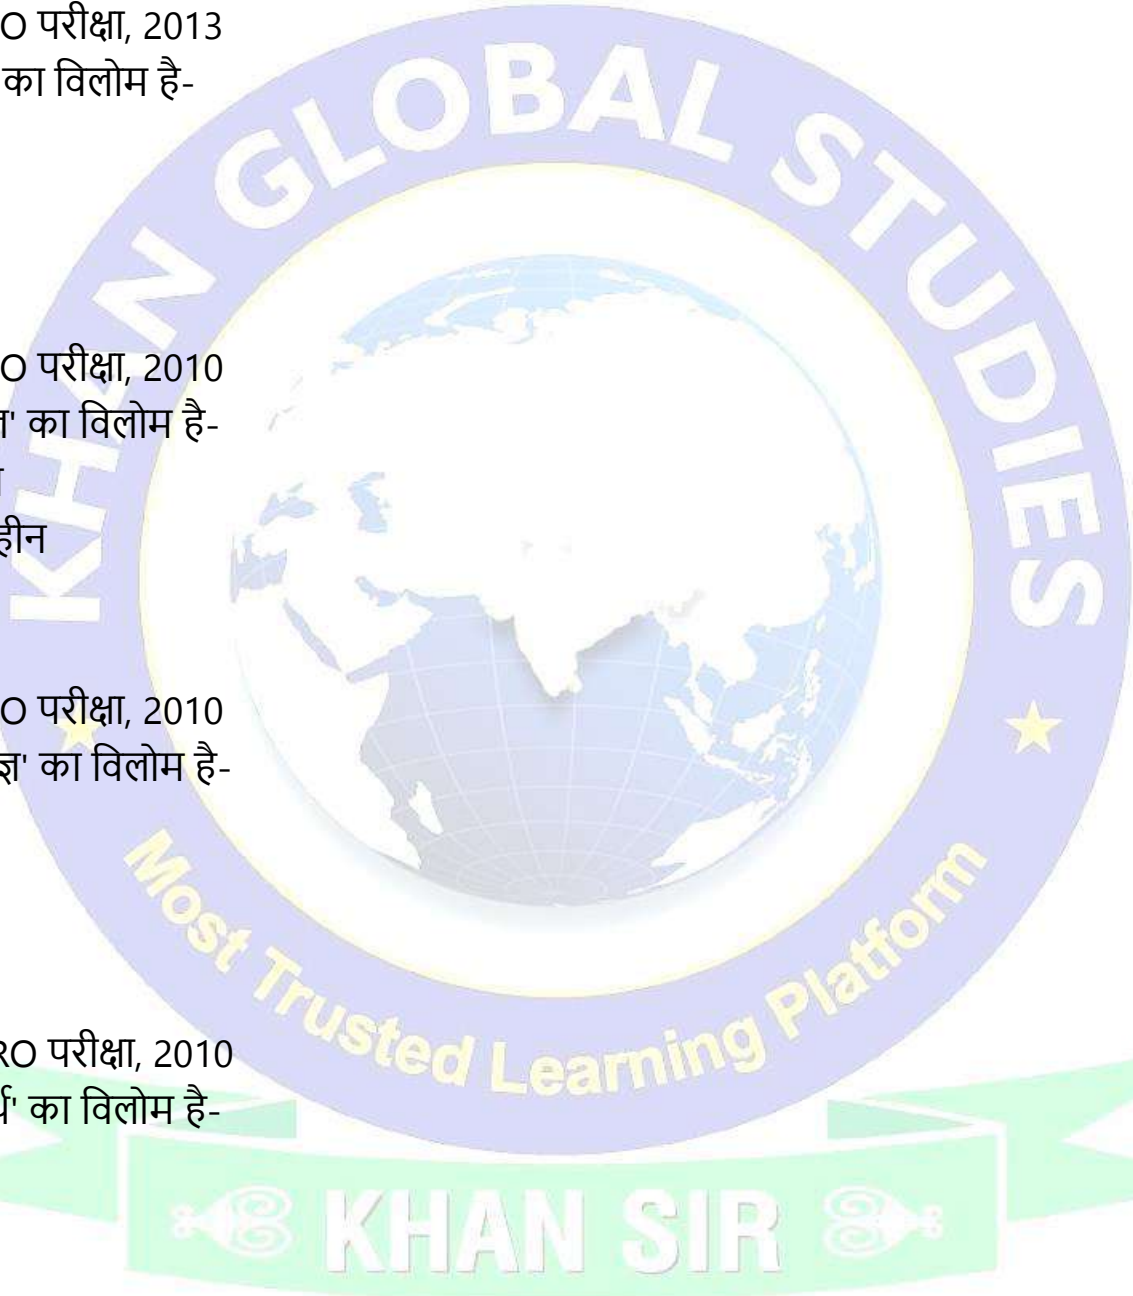 O परीक्षा, 2013
का विलोम है-
O परीक्षा, 2010
' का विलोम है-
हीन
O परीक्षा, 2010
ज्ञ' का विलोम है-
RO परीक्षा, 2010
' का विलोम है-
KHAN GLOBAL STUDIES
Most Trusted Learning Platform
KHAN SIR